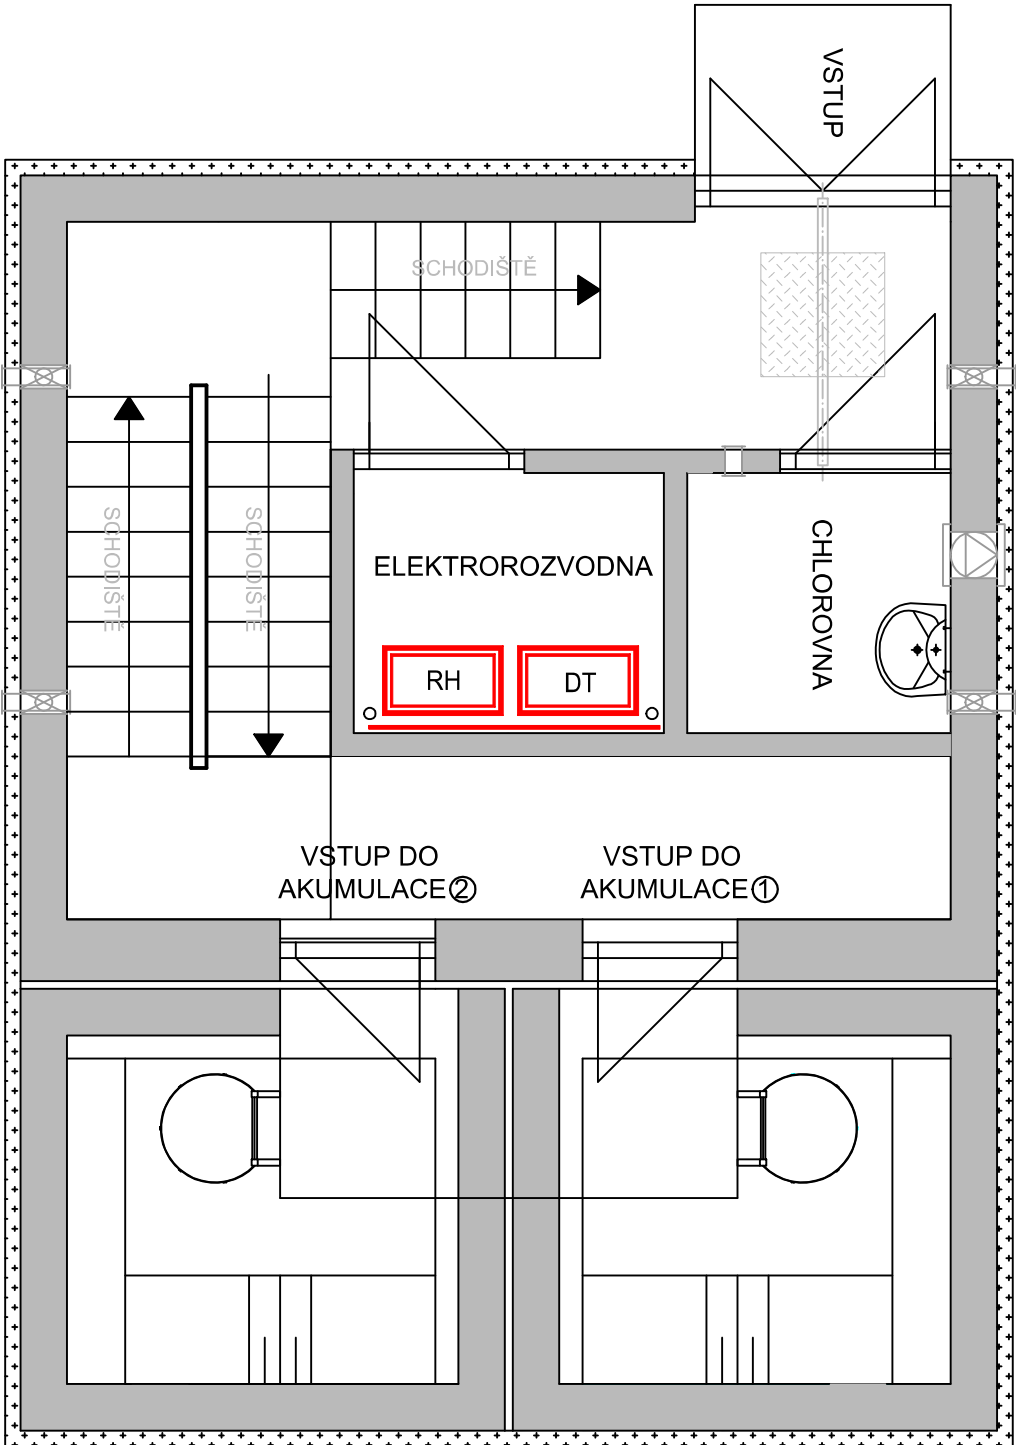 VSTUP
SCHODIŠTĚ
SCHODIŠTĚ
SCHODIŠTĚ
ELEKTROROZVODNA
CHLOROVNA
RH
DT
VSTUP DO
AKUMULACE②
VSTUP DO
AKUMULACE①